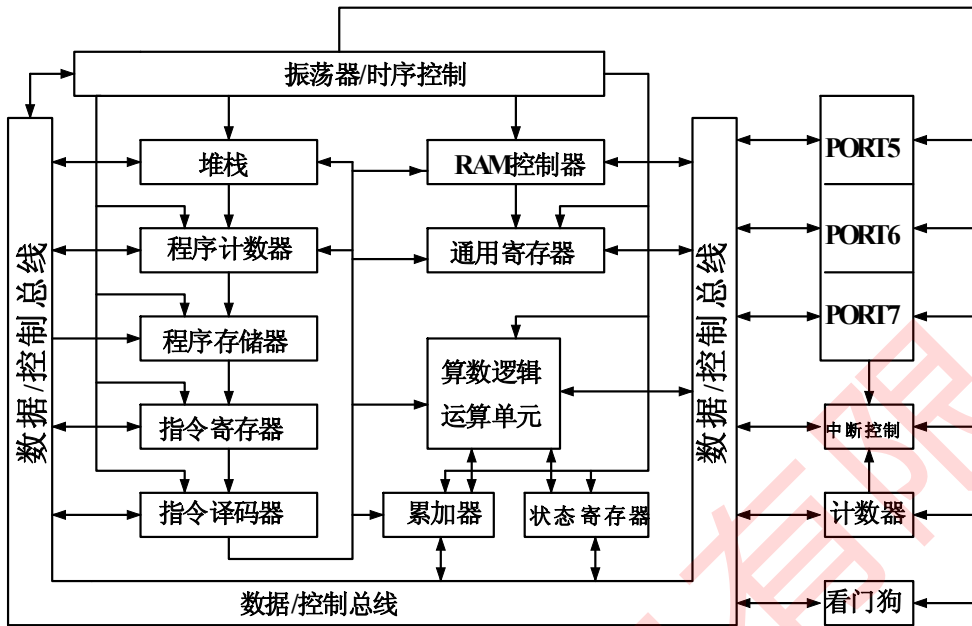 振荡器/时序控制
堆栈
RAM控制器
PORT5
程序计数器
通用寄存器
PORT6
数据/控制总线
数据/控制总线
程序存储器
算数逻辑
运算单元
PORT7
指令寄存器
中断控制
指令译码器
累加器
状态寄存器
计数器
数据/控制总线
看门狗
有限